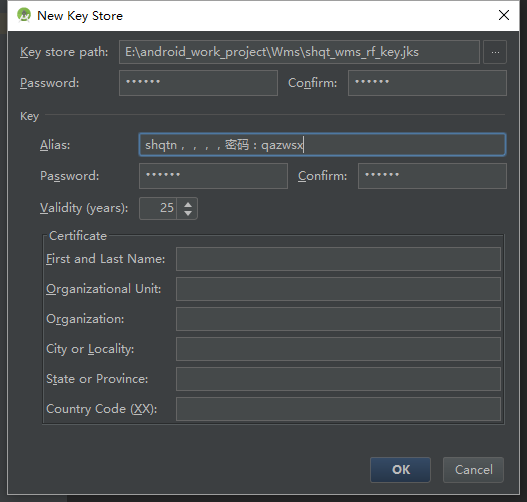 New Key Store
Key store path: E:\android_work_project\Wms\shqt_wms_rf_key.jks ...
Password: •••••• Confirm: ••••••
Key
Alias: shqtn，，，，密码：qazwsx
Password: •••••• Confirm: ••••••
Validity (years): 25
Certificate
First and Last Name:
Organizational Unit:
Organization:
City or Locality:
State or Province:
Country Code (XX):
OK Cancel